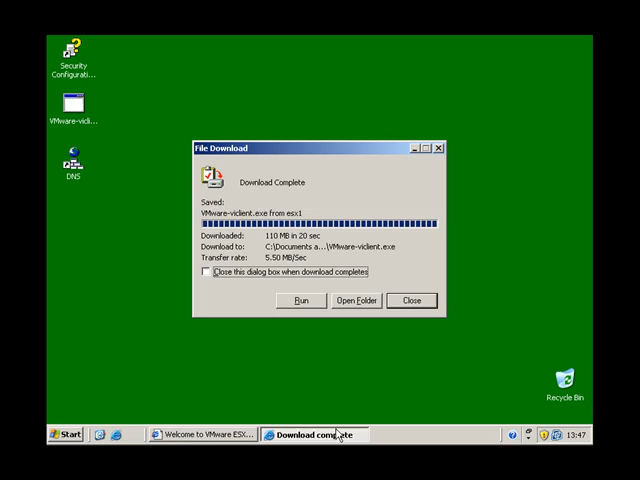 Security
Configurati...
VMware-vicli...
DNS
File Download
Download Complete
Saved:
VMware-viclient.exe from esx1
Downloaded: 110 MB in 20 sec
Download to: C:\Documents a...\VMware-viclient.exe
Transfer rate: 5.50 MB/Sec
Close this dialog box when download completes
Run Open Folder Close
Recycle Bin
Start Welcome to VMware ESX... Download complete 13:47